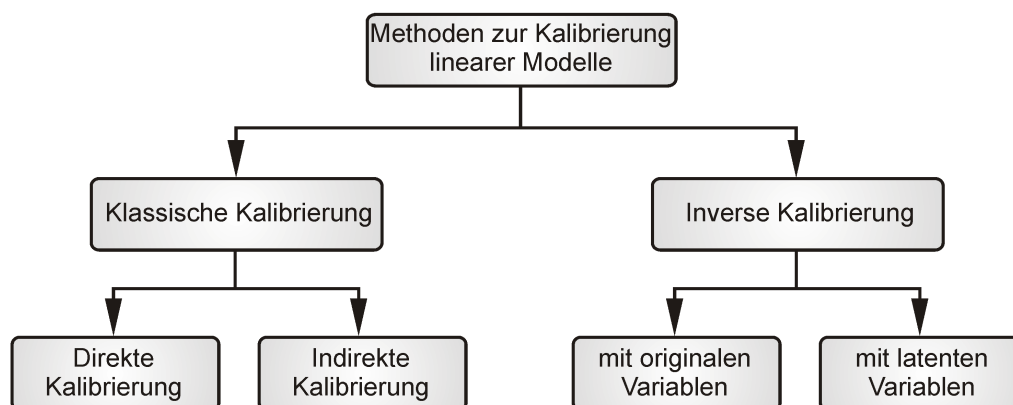 Methoden zur Kalibrierung
linearer Modelle
Klassische Kalibrierung
Inverse Kalibrierung
Direkte
Kalibrierung
Indirekte
Kalibrierung
mit originalen
Variablen
mit latenten
Variablen